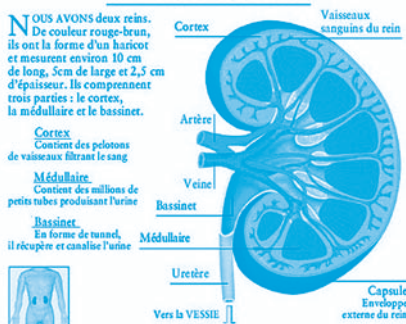 NOUS AVONS deux reins.
De couleur rouge-brun,
ils ont la forme d'un haricot
et mesurent environ 10 cm
de long, 5cm de large et 2,5 cm
d'épaisseur. Ils comprennent
trois parties : le cortex,
la médullaire et le bassinet.
Cortex
Contient des pelotons
de vaisseaux filtrant le sang
Médullaire
Contient des millions de
petits tubes produisant l'urine
Bassinet
En forme de tunnel,
il récupère et canalise l'urine
Cortex
Vaisseaux
sanguins du rein
Artère
Veine
Bassinet
Médullaire
Uretère
Vers la VESSIE
Capsule
Enveloppe
externe du rein